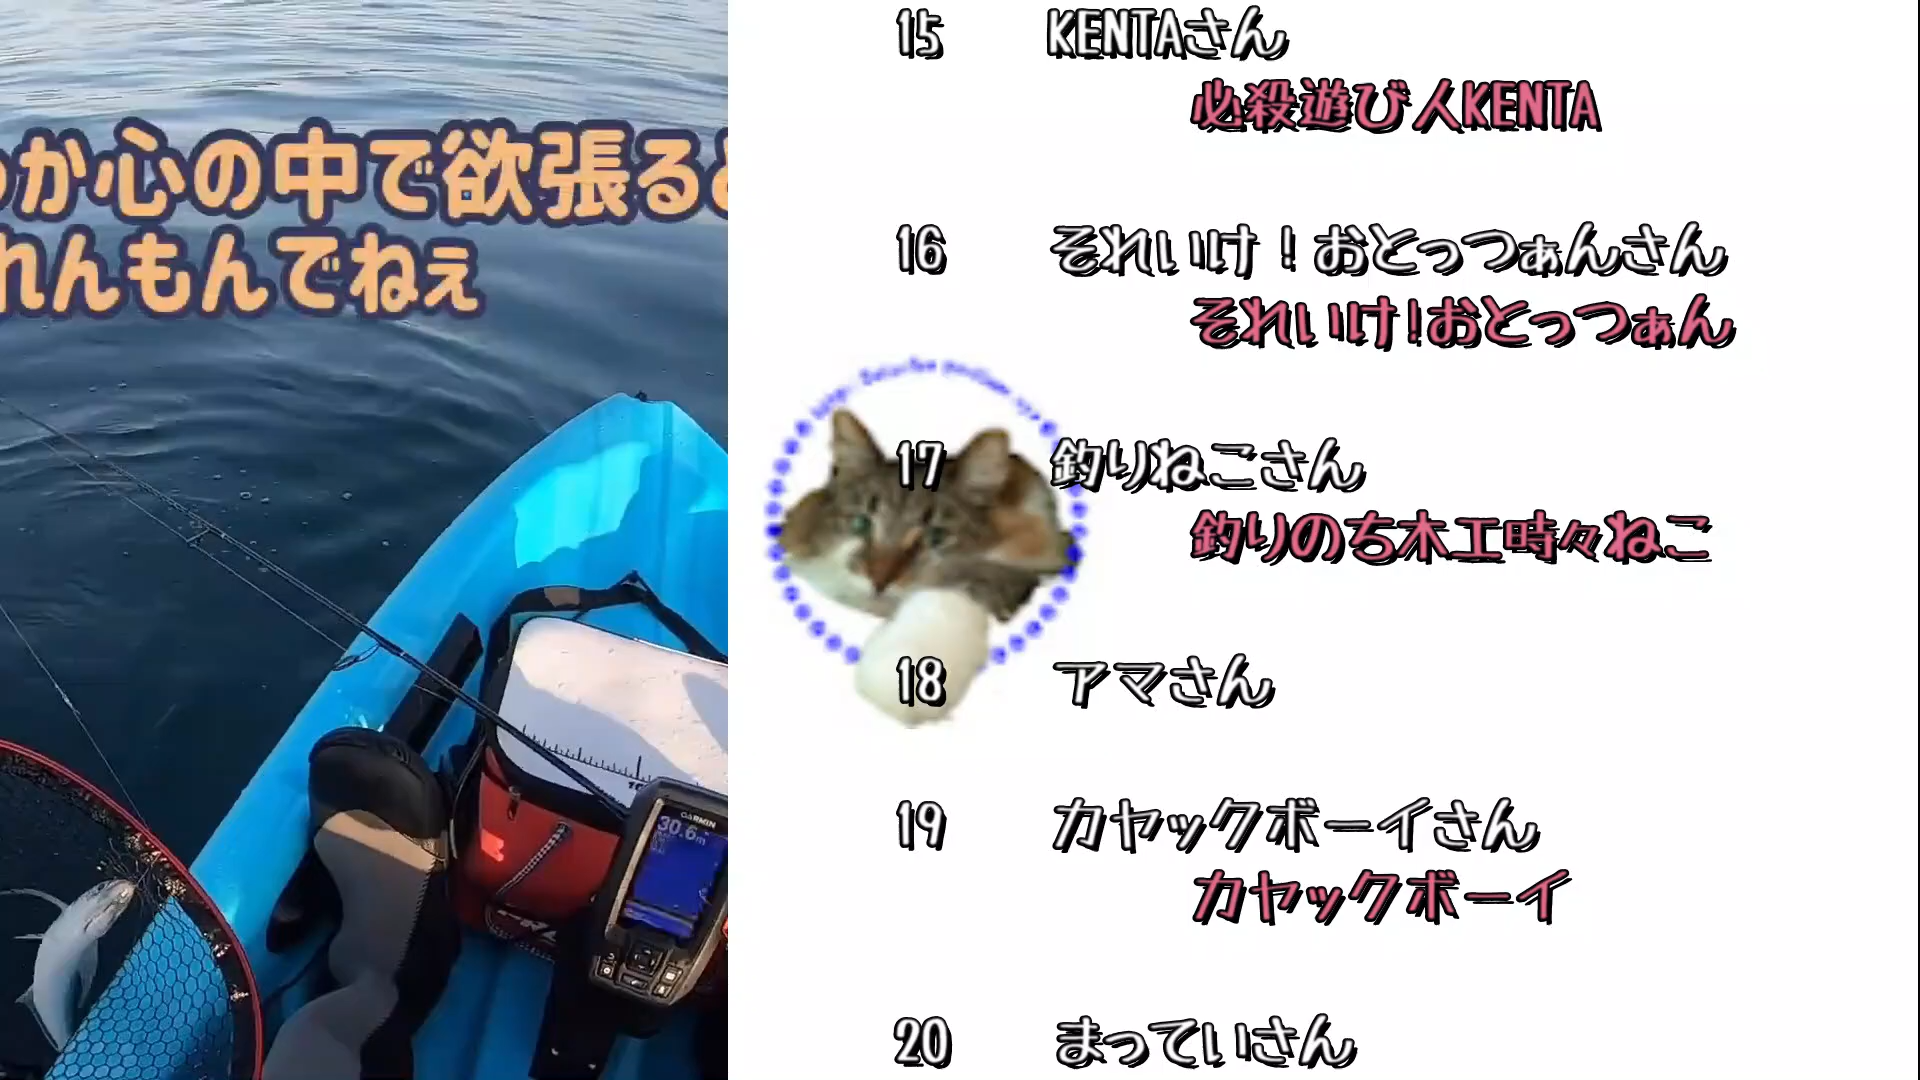 か心の中で欲張ると
れんもんでねぇ
GARMIN
30.6m
15 KENTAさん
必殺遊び人KENTA
16 それいけ！おとっつぁんさん
それいけ!おとっつぁん
17 釣りねこさん
釣りのち木工時々ねこ
18 アマさん
19 カヤックボーイさん
カヤックボーイ
20 まっていさん